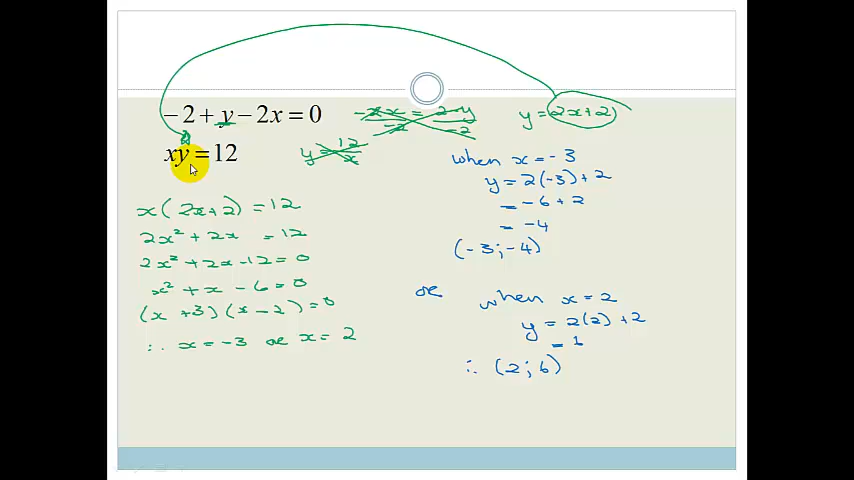 -2 + y - 2x = 0
xy = 12
y = 2x+2
x(2x+2) = 12
2x² + 2x = 12
2x² + 2x - 12 = 0
x² + x - 6 = 0
(x +3)(x - 2) = 0
∴ x = -3 or x = 2
when x = -3
y = 2(-3) + 2
= -6 + 2
= -4
(-3; -4)
or
when x = 2
y = 2(2) + 2
∴ (2; 6)